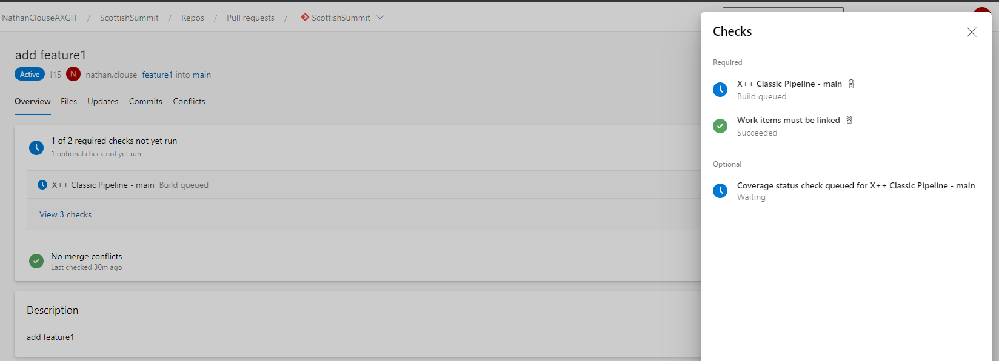 NathanClouseAXGIT / ScottishSummit / Repos / Pull requests / ScottishSummit
add feature1
Active !15 N nathan.clouse feature1 into main
Overview Files Updates Commits Conflicts
1 of 2 required checks not yet run
1 optional check not yet run
X++ Classic Pipeline - main Build queued
View 3 checks
No merge conflicts
Last checked 30m ago
Description
add feature1
Checks
Required
X++ Classic Pipeline - main
Build queued
Work items must be linked
Succeeded
Optional
Coverage status check queued for X++ Classic Pipeline - main
Waiting